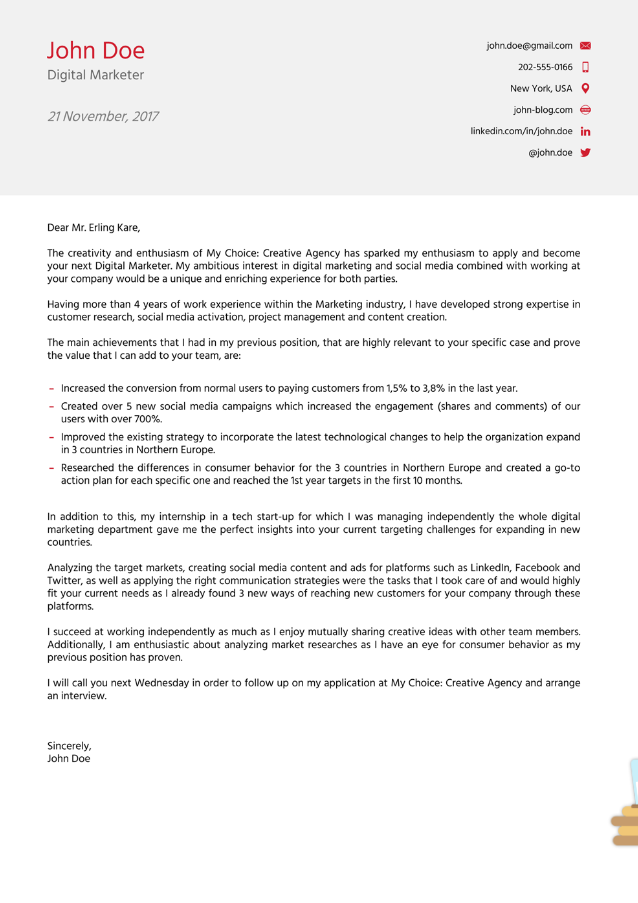 John Doe
Digital Marketer
21 November, 2017
john.doe@gmail.com
202-555-0166
New York, USA
john-blog.com
linkedin.com/in/john.doe
@john.doe
Dear Mr. Erling Kare,
The creativity and enthusiasm of My Choice: Creative Agency has sparked my enthusiasm to apply and become
your next Digital Marketer. My ambitious interest in digital marketing and social media combined with working at
your company would be a unique and enriching experience for both parties.
Having more than 4 years of work experience within the Marketing industry, I have developed strong expertise in
customer research, social media activation, project management and content creation.
The main achievements that I had in my previous position, that are highly relevant to your specific case and prove
the value that I can add to your team, are:
– Increased the conversion from normal users to paying customers from 1,5% to 3,8% in the last year.
– Created over 5 new social media campaigns which increased the engagement (shares and comments) of our
users with over 700%.
– Improved the existing strategy to incorporate the latest technological changes to help the organization expand
in 3 countries in Northern Europe.
– Researched the differences in consumer behavior for the 3 countries in Northern Europe and created a go-to
action plan for each specific one and reached the 1st year targets in the first 10 months.
In addition to this, my internship in a tech start-up for which I was managing independently the whole digital
marketing department gave me the perfect insights into your current targeting challenges for expanding in new
countries.
Analyzing the target markets, creating social media content and ads for platforms such as LinkedIn, Facebook and
Twitter, as well as applying the right communication strategies were the tasks that I took care of and would highly
fit your current needs as I already found 3 new ways of reaching new customers for your company through these
platforms.
I succeed at working independently as much as I enjoy mutually sharing creative ideas with other team members.
Additionally, I am enthusiastic about analyzing market researches as I have an eye for consumer behavior as my
previous position has proven.
I will call you next Wednesday in order to follow up on my application at My Choice: Creative Agency and arrange
an interview.
Sincerely,
John Doe